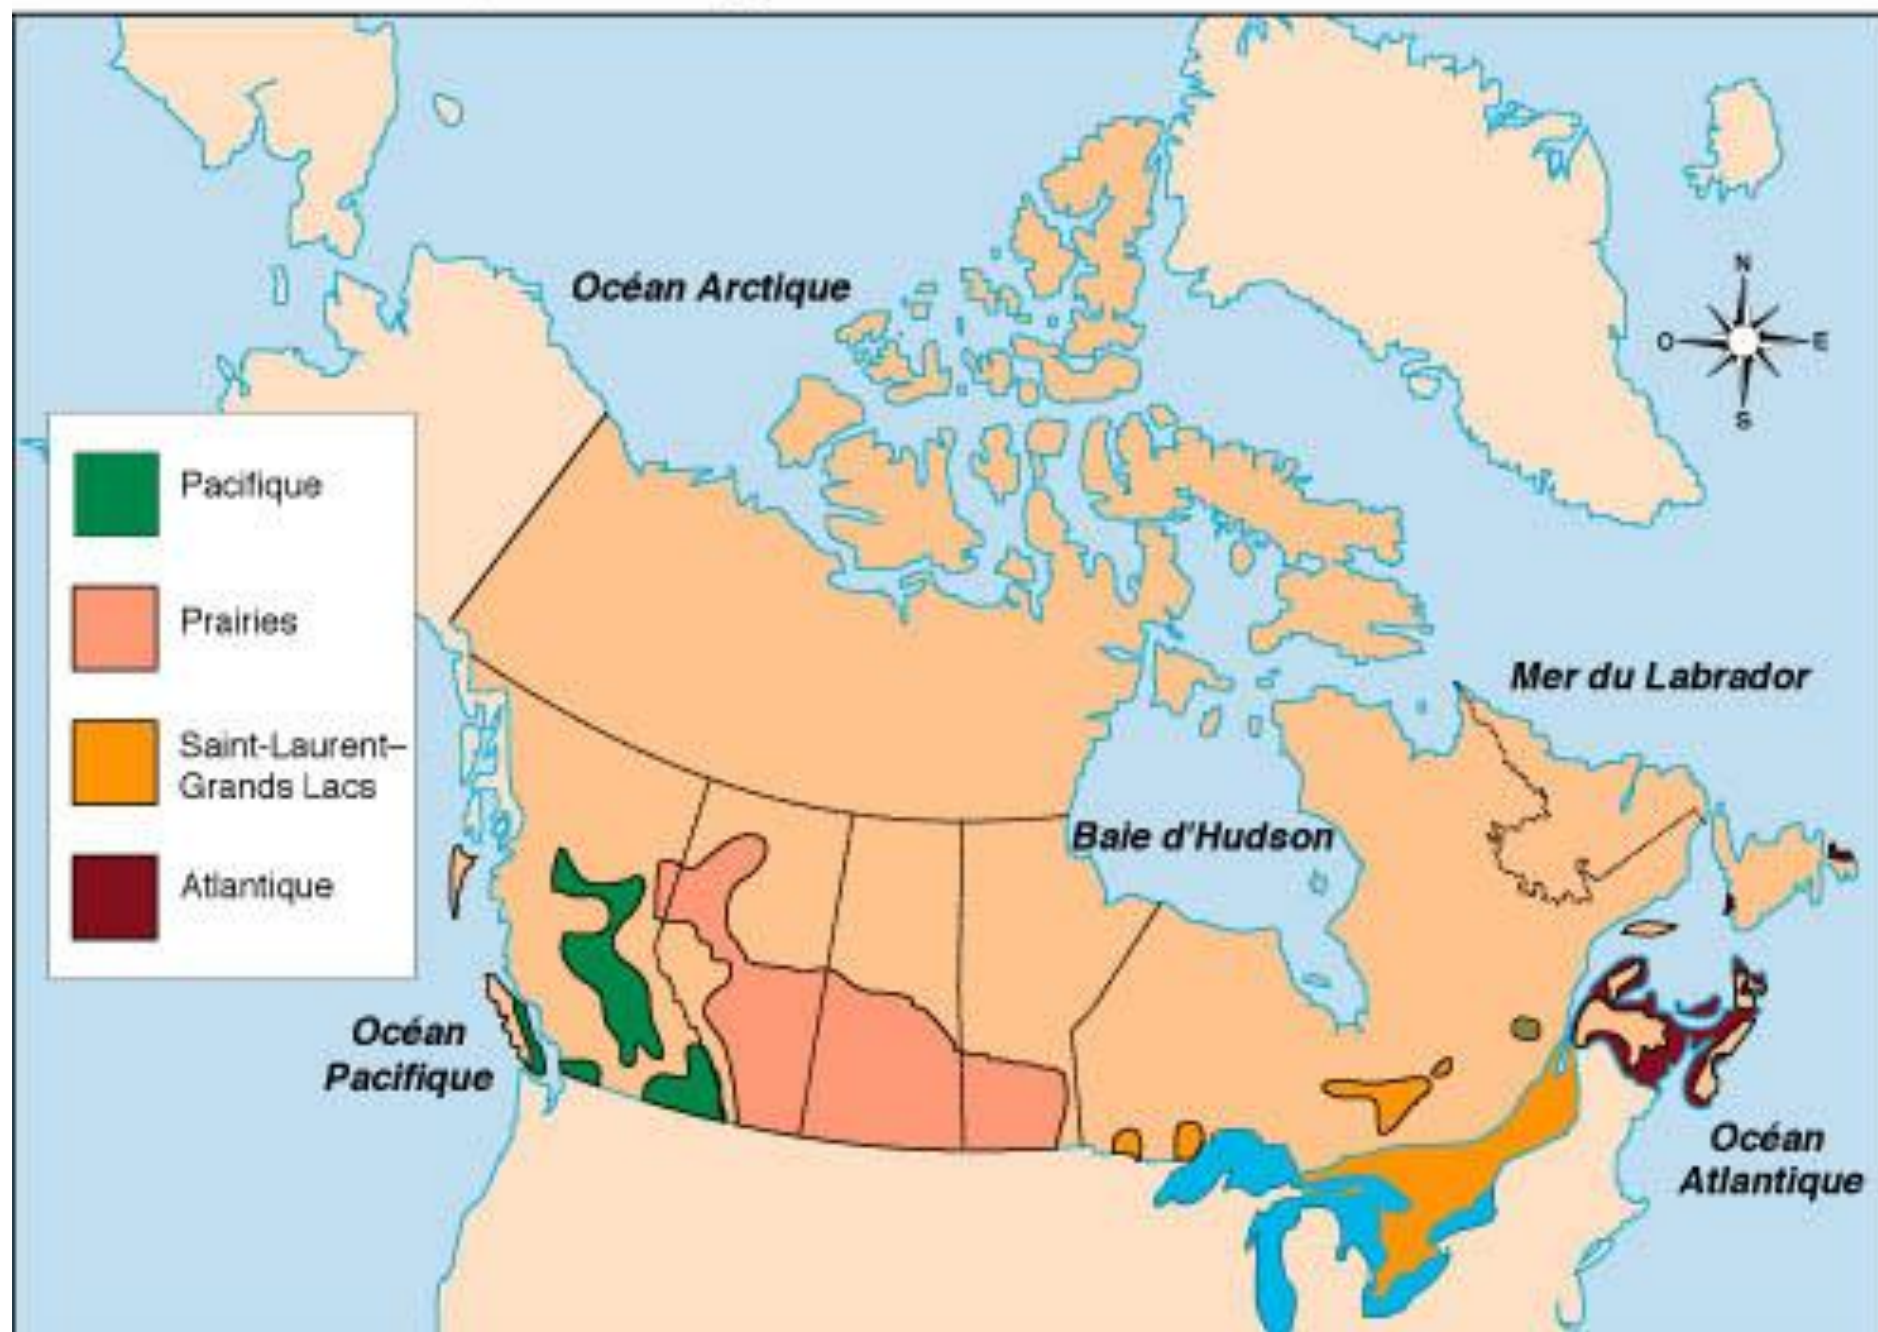 Océan Arctique
N
O
E
S
Pacifique
Prairies
Saint-Laurent–
Grands Lacs
Atlantique
Mer du Labrador
Baie d'Hudson
Océan
Pacifique
Océan
Atlantique